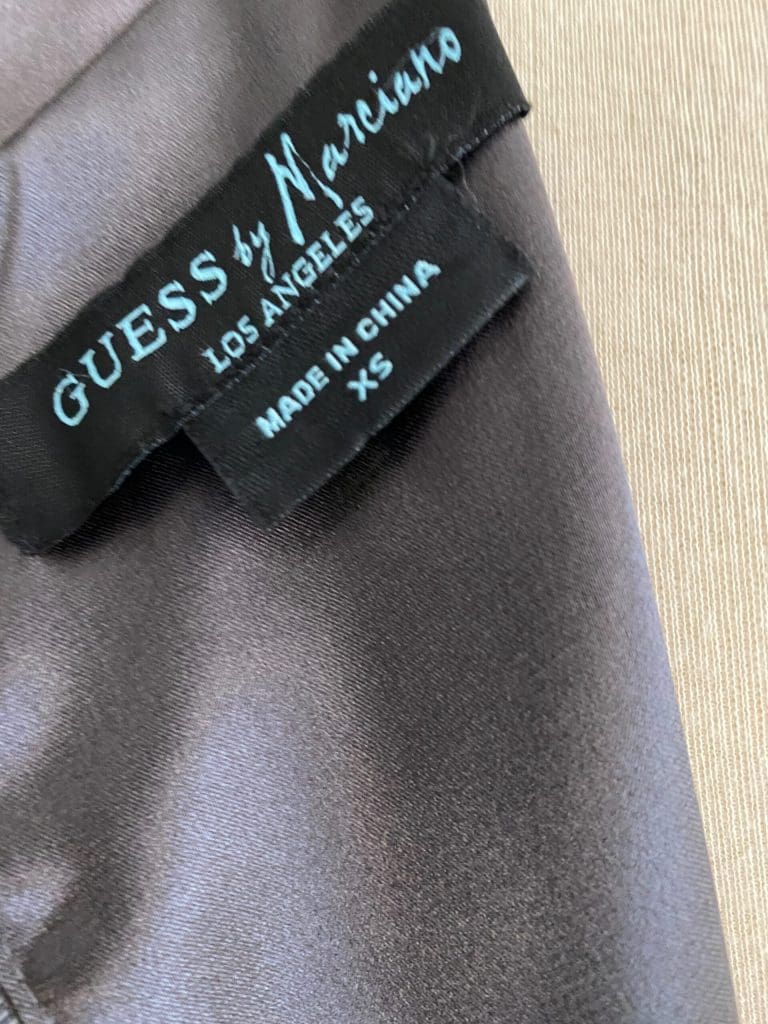 GUESS by Marciano
LOS ANGELES
MADE IN CHINA
XS